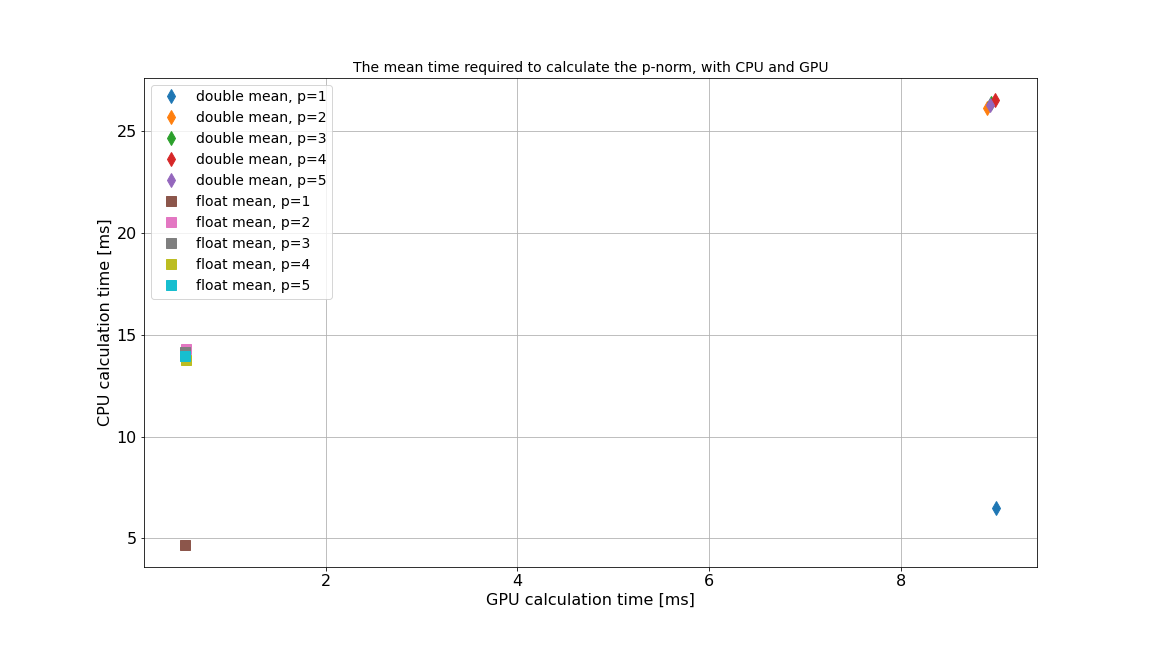 The mean time required to calculate the p-norm, with CPU and GPU
double mean, p=1
double mean, p=2
double mean, p=3
double mean, p=4
double mean, p=5
float mean, p=1
float mean, p=2
float mean, p=3
float mean, p=4
float mean, p=5
CPU calculation time [ms]
25
20
15
10
5
2
4
6
8
GPU calculation time [ms]